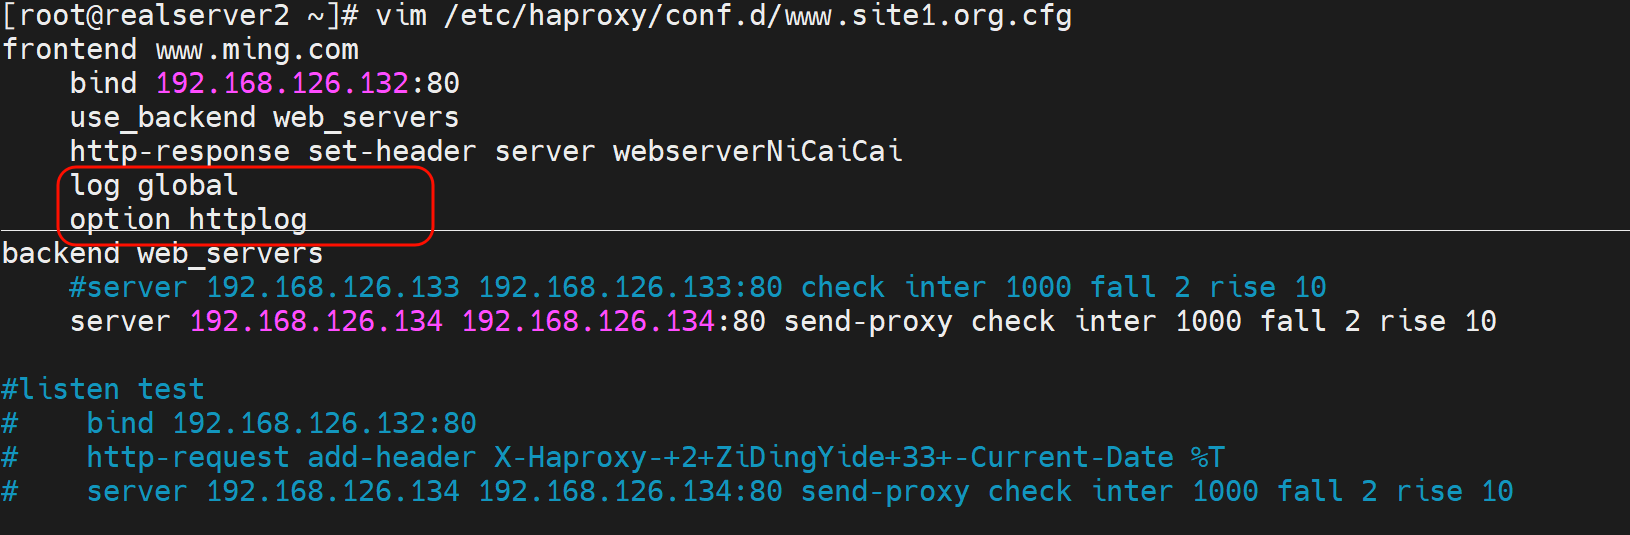 [root@realserver2 ~]# vim /etc/haproxy/conf.d/www.site1.org.cfg
frontend www.ming.com
    bind 192.168.126.132:80
    use_backend web_servers
    http-response set-header server webserverNiCaiCai
    log global
    option httplog
backend web_servers
    #server 192.168.126.133 192.168.126.133:80 check inter 1000 fall 2 rise 10
    server 192.168.126.134 192.168.126.134:80 send-proxy check inter 1000 fall 2 rise 10
#listen test
#    bind 192.168.126.132:80
#    http-request add-header X-Haproxy-+2+ZiDingYide+33+-Current-Date %T
#    server 192.168.126.134 192.168.126.134:80 send-proxy check inter 1000 fall 2 rise 10